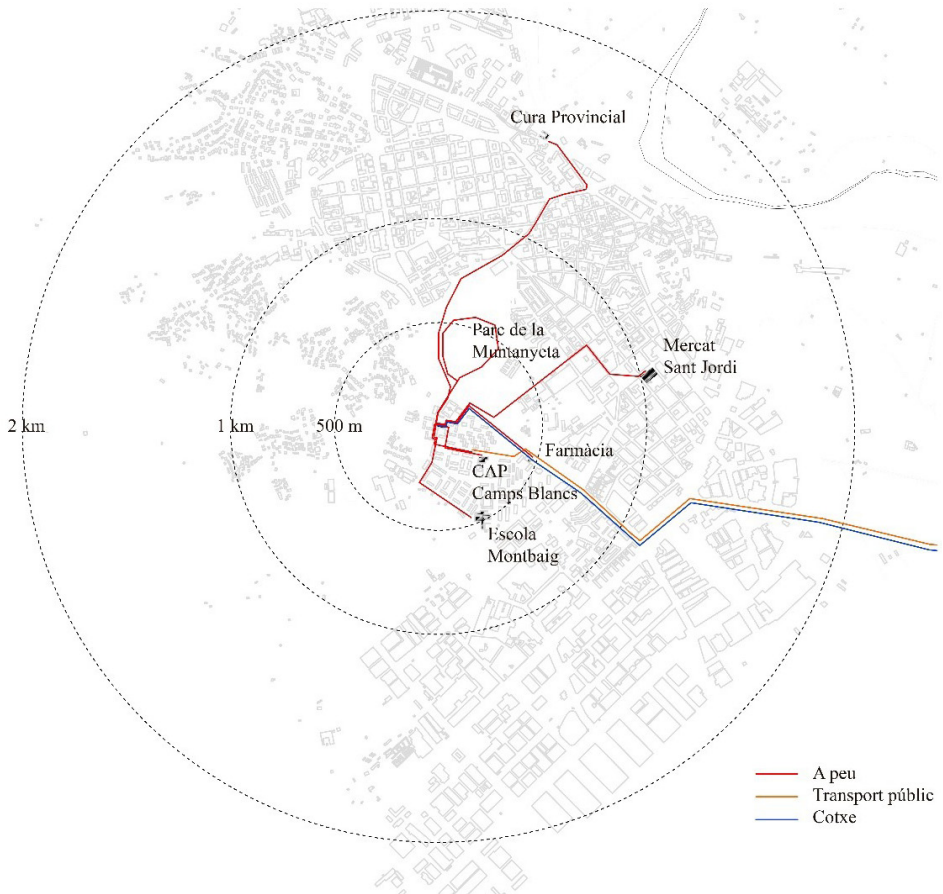 Cura Provincial
Parc de la
Muntanyeta
Mercat
Sant Jordi
2 km
1 km
500 m
Farmàcia
CAP
Camps Blancs
Escola
Montbaig
A peu
Transport públic
Cotxe